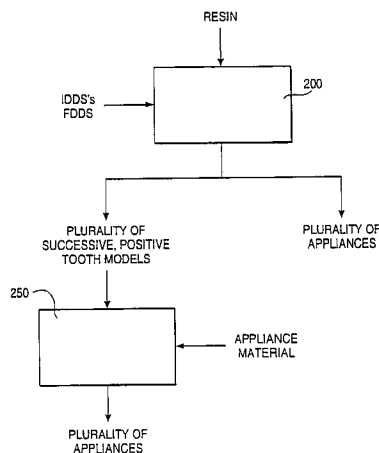 RESIN
IDDS's
FDDS
200
PLURALITY OF
SUCCESSIVE, POSITIVE
TOOTH MODELS
PLURALITY OF
APPLIANCES
250
APPLIANCE
MATERIAL
PLURALITY OF
APPLIANCES